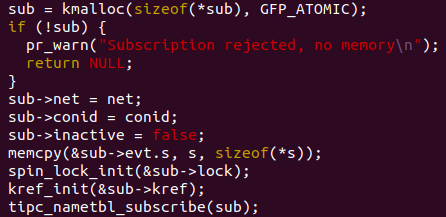 sub = kmalloc(sizeof(*sub), GFP_ATOMIC);
if (!sub) {
  pr_warn("Subscription rejected, no memory\n");
  return NULL;
}
sub->net = net;
sub->conid = conid;
sub->inactive = false;
memcpy(&sub->evt.s, s, sizeof(*s));
spin_lock_init(&sub->lock);
kref_init(&sub->kref);
tipc_nametbl_subscribe(sub);